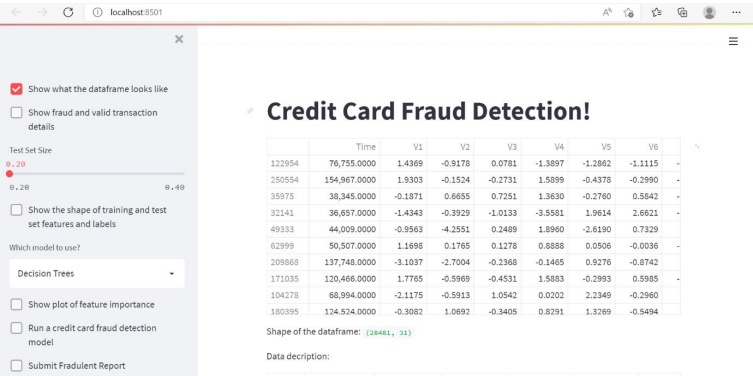 localhost:8501
Show what the dataframe looks like
Show fraud and valid transaction
details
Test Set Size
0.20
0.20 0.40
Show the shape of training and test
set features and labels
Which model to use?
Decision Trees
Show plot of feature importance
Run a credit card fraud detection
model
Submit Fradulent Report
Credit Card Fraud Detection!
Time V1 V2 V3 V4 V5 V6
122954 76,755.0000 1.4369 -0.9178 0.0781 -1.3897 -1.2862 -1.1115 -
250554 154,967.0000 1.9303 -0.1524 -0.2731 1.5899 -0.4378 -0.2990 -
35975 38,345.0000 -0.1871 0.6655 0.7251 1.3630 -0.2760 0.5842 -
32141 36,657.0000 -1.4343 -0.3929 -1.0133 -3.5581 1.9614 2.6621 -
49333 44,009.0000 -0.9563 -4.2551 0.2489 1.8960 -2.6190 0.7329
62999 50,507.0000 1.1698 0.1765 0.1278 0.8888 0.0506 -0.0036 -
209868 137,748.0000 -3.1037 -2.7004 -0.2368 -0.1465 0.9276 -0.8742
171035 120,466.0000 1.7765 -0.5969 -0.4531 1.5883 -0.2993 0.5985 -
104278 68,994.0000 -2.1175 -0.5913 1.0542 0.0202 2.2349 -0.2960
180395 124,524.0000 -0.3082 1.0692 -0.3405 0.8291 1.3269 -0.5494
Shape of the dataframe: (28481, 31)
Data decription: